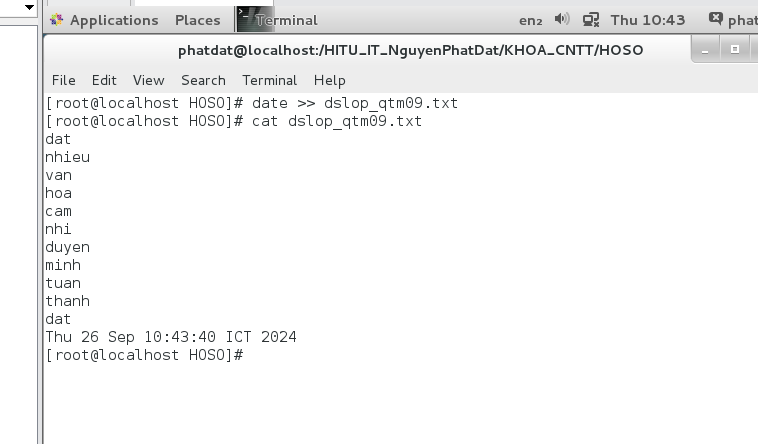 Applications Places Terminal en₂ Thu 10:43 phat
phatdat@localhost:/HITU_IT_NguyenPhatDat/KHOA_CNTT/HOSO
File Edit View Search Terminal Help
[root@localhost HOSO]# date >> dslop_qtm09.txt
[root@localhost HOSO]# cat dslop_qtm09.txt
dat
nhieu
van
hoa
cam
nhi
duyen
minh
tuan
thanh
dat
Thu 26 Sep 10:43:40 ICT 2024
[root@localhost HOSO]#